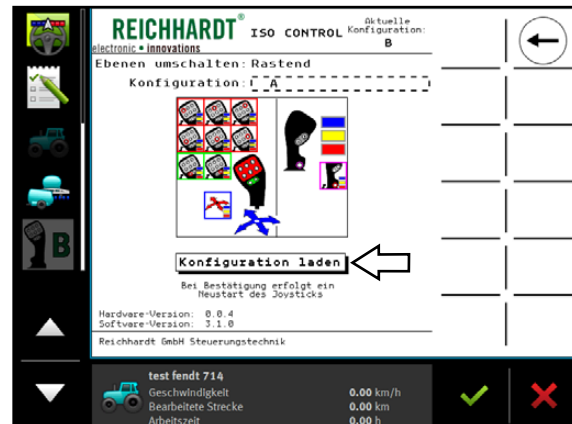 REICHHARDT® ISO CONTROL Aktuelle Konfiguration: B
electronic • innovations
Ebenen umschalten: Rastend
Konfiguration: A
Konfiguration laden
Bei Bestätigung erfolgt ein
Neustart des Joysticks
Hardware-Version: 0.0.4
Software-Version: 3.1.0
Reichhardt GmbH Steuerungstechnik
B
test fendt 714
Geschwindigkeit 0.00 km/h
Bearbeitete Strecke 0.00 km
Arbeitszeit 0.00 h